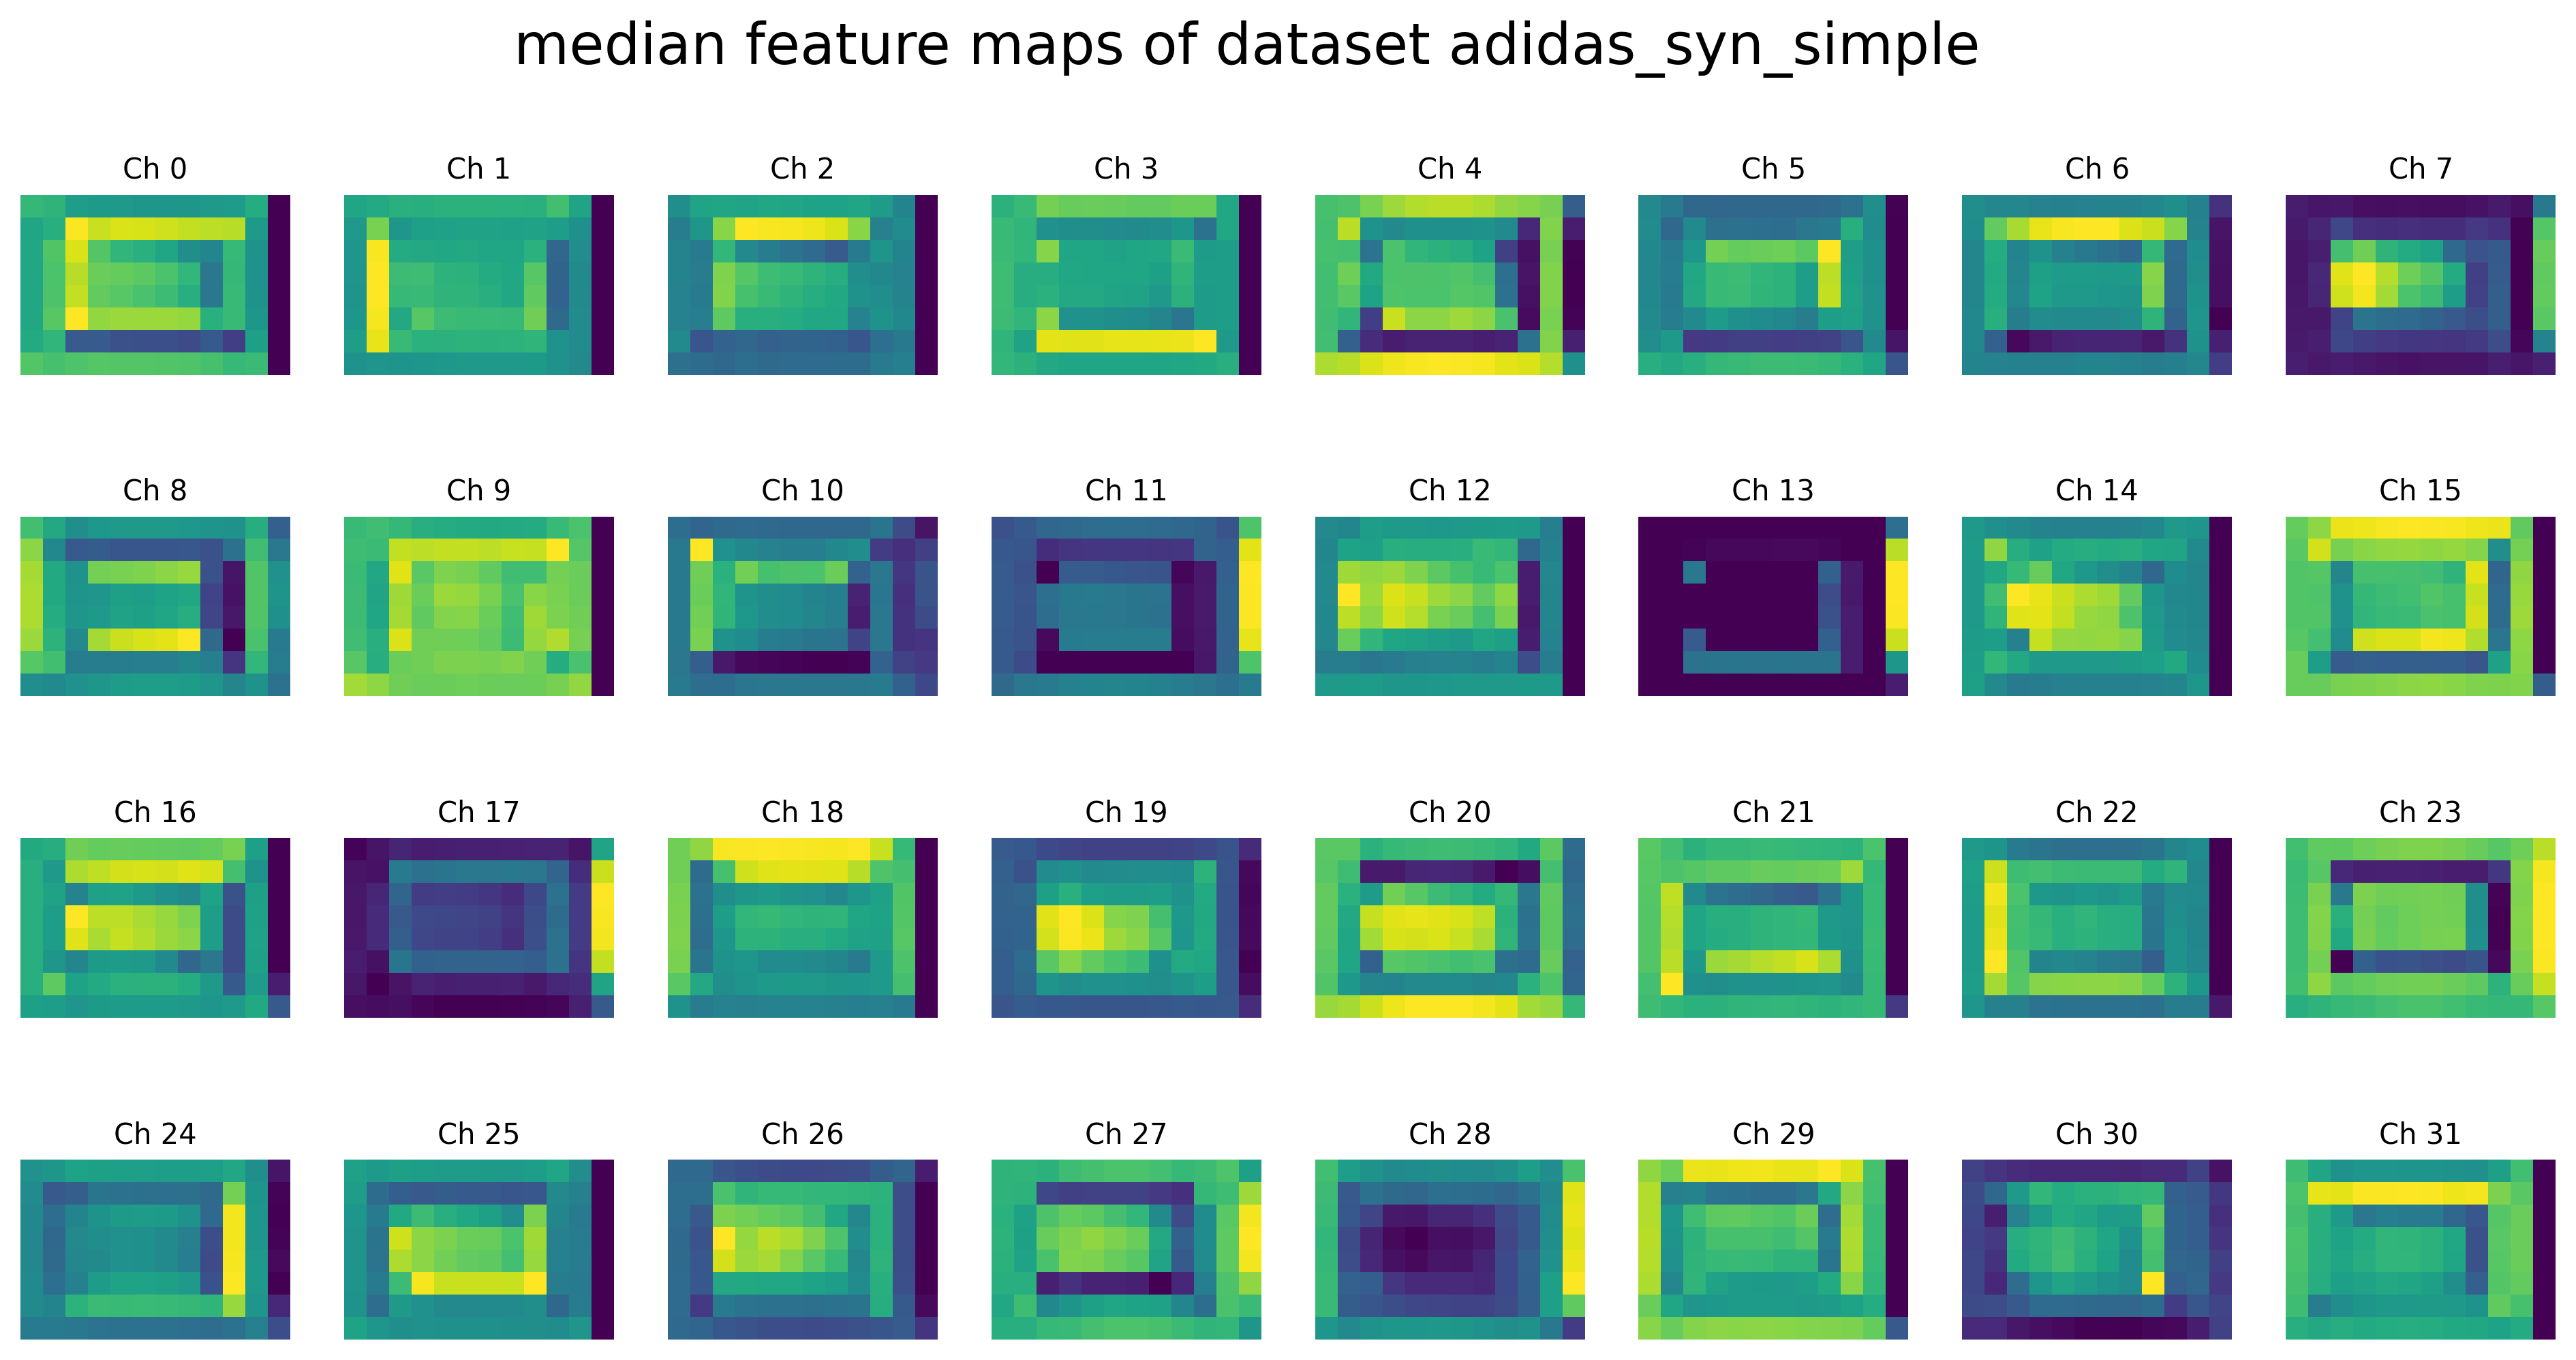 median feature maps of dataset adidas_syn_simple
Ch 0 Ch 1 Ch 2 Ch 3 Ch 4 Ch 5 Ch 6 Ch 7
Ch 8 Ch 9 Ch 10 Ch 11 Ch 12 Ch 13 Ch 14 Ch 15
Ch 16 Ch 17 Ch 18 Ch 19 Ch 20 Ch 21 Ch 22 Ch 23
Ch 24 Ch 25 Ch 26 Ch 27 Ch 28 Ch 29 Ch 30 Ch 31